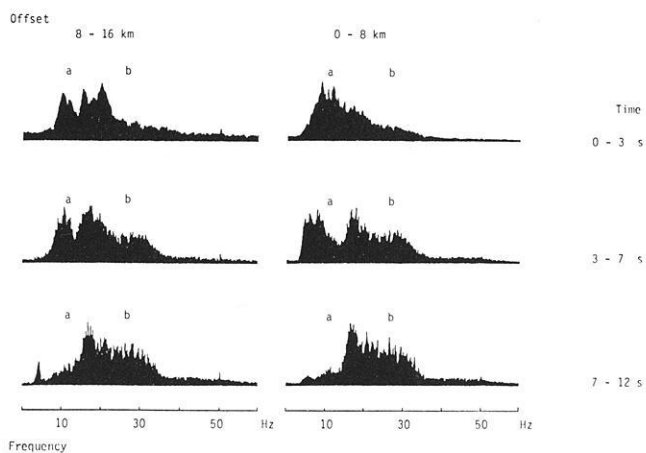 Offset
8 - 16 km 0 - 8 km
a b a b
Time
0 - 3 s
a b a b
3 - 7 s
a b a b
7 - 12 s
10 30 50 Hz 10 30 50 Hz
Frequency